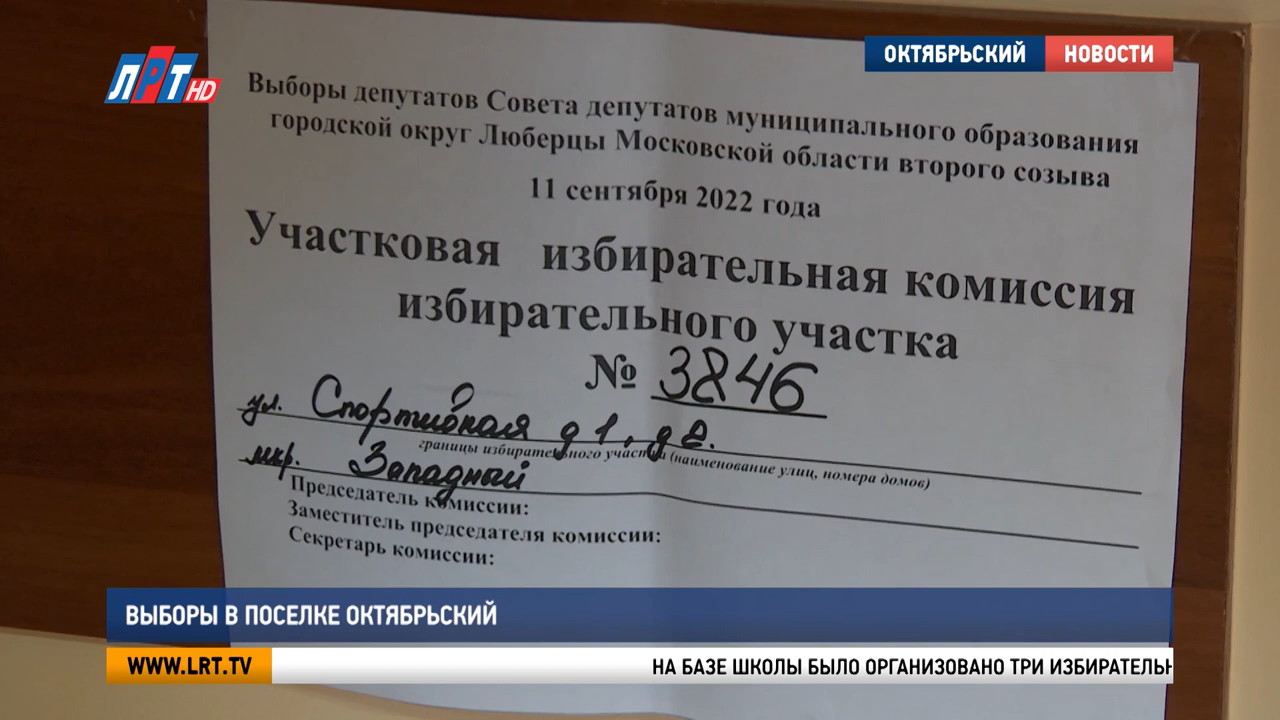 ЛРТ HD
ОКТЯБРЬСКИЙ НОВОСТИ
Выборы депутатов Совета депутатов муниципального образования
городской округ Люберцы Московской области второго созыва
11 сентября 2022 года
Участковая избирательная комиссия
избирательного участка
№ 3846
ул. Спортивная д 1, д 2.
границы избирательного участка (наименование улиц, номера домов)
мкр. Западный
Председатель комиссии:
Заместитель председателя комиссии:
Секретарь комиссии:
ВЫБОРЫ В ПОСЕЛКЕ ОКТЯБРЬСКИЙ
WWW.LRT.TV
НА БАЗЕ ШКОЛЫ БЫЛО ОРГАНИЗОВАНО ТРИ ИЗБИРАТЕЛЬН